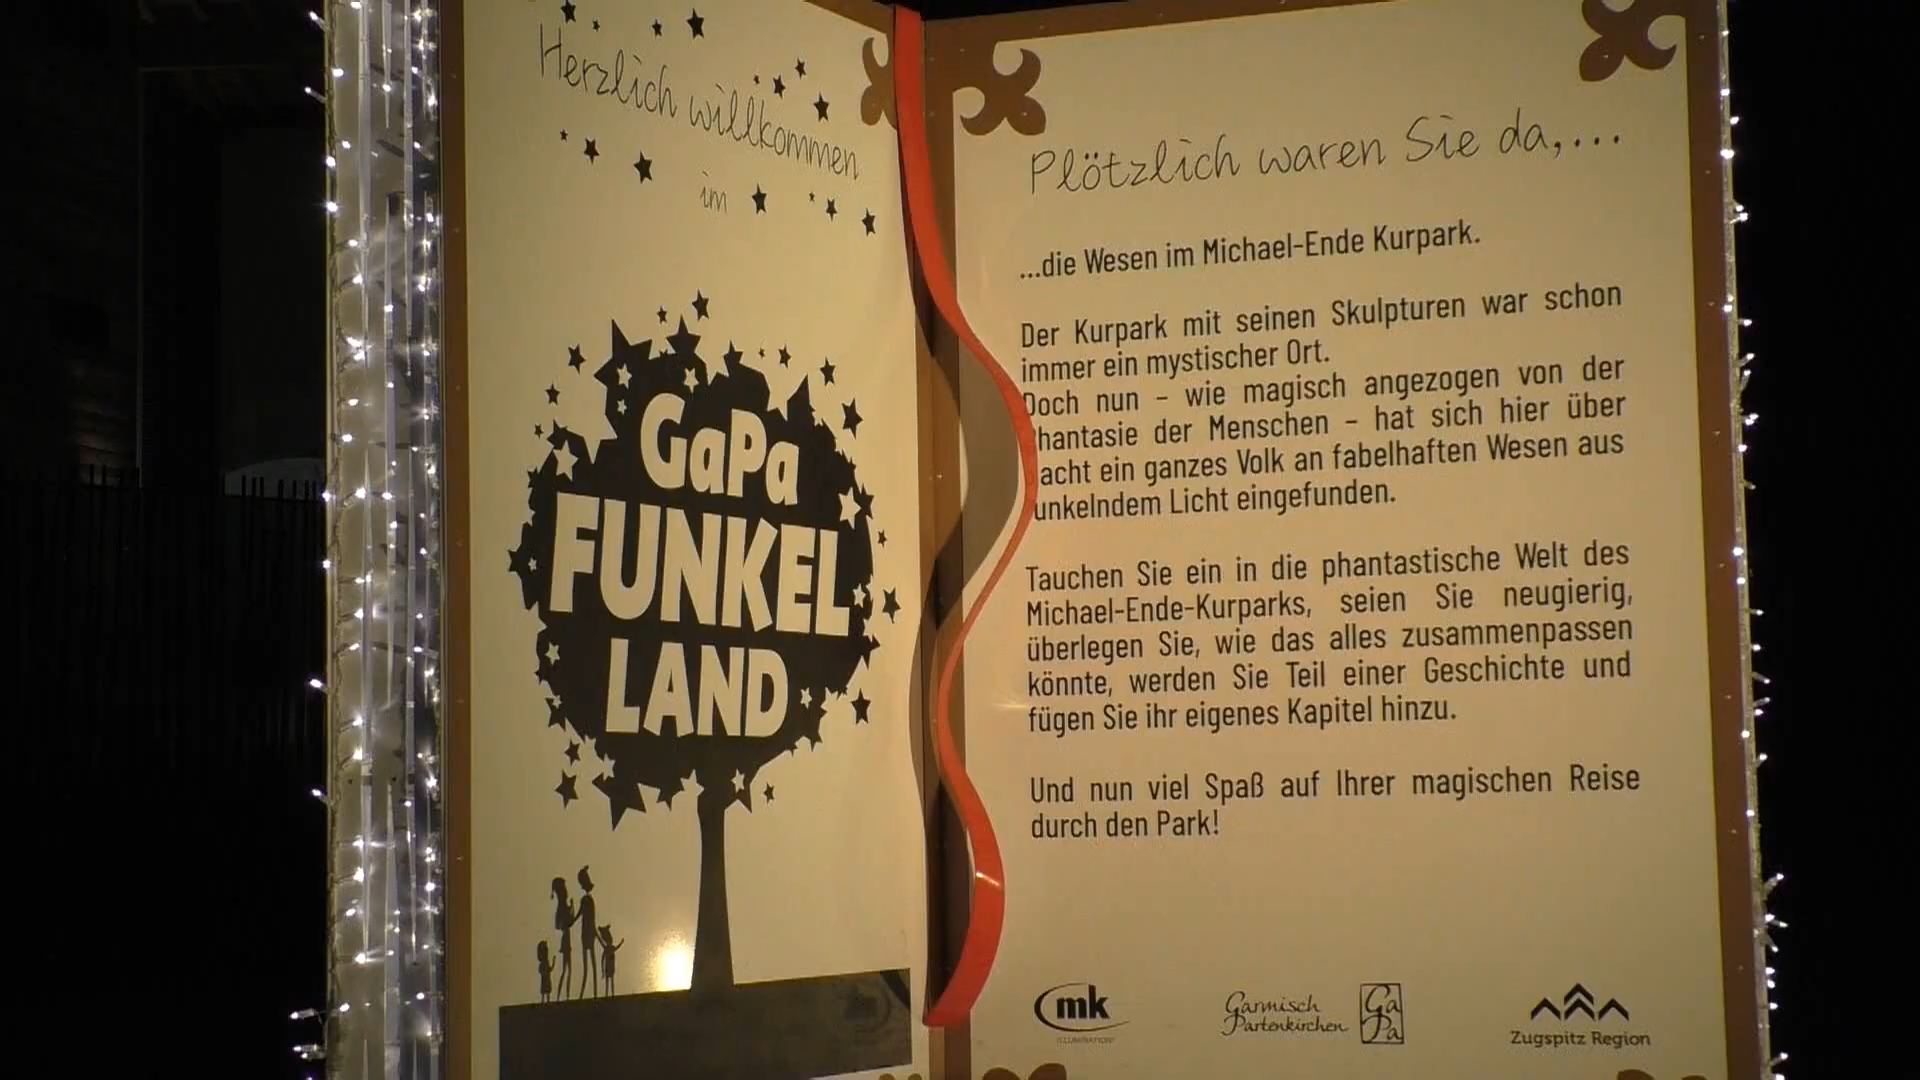 Herzlich willkommen
im
GaPa
FUNKEL
LAND
Plötzlich waren Sie da,...
...die Wesen im Michael-Ende Kurpark.
Der Kurpark mit seinen Skulpturen war schon
immer ein mystischer Ort.
Doch nun – wie magisch angezogen von der
hantasie der Menschen – hat sich hier über
acht ein ganzes Volk an fabelhaften Wesen aus
unkelndem Licht eingefunden.
Tauchen Sie ein in die phantastische Welt des
Michael-Ende-Kurparks, seien Sie neugierig,
überlegen Sie, wie das alles zusammenpassen
könnte, werden Sie Teil einer Geschichte und
fügen Sie ihr eigenes Kapitel hinzu.
Und nun viel Spaß auf Ihrer magischen Reise
durch den Park!
mk
ILLUMINATION
Garmisch
Partenkirchen
Ga
Pa
Zugspitz Region